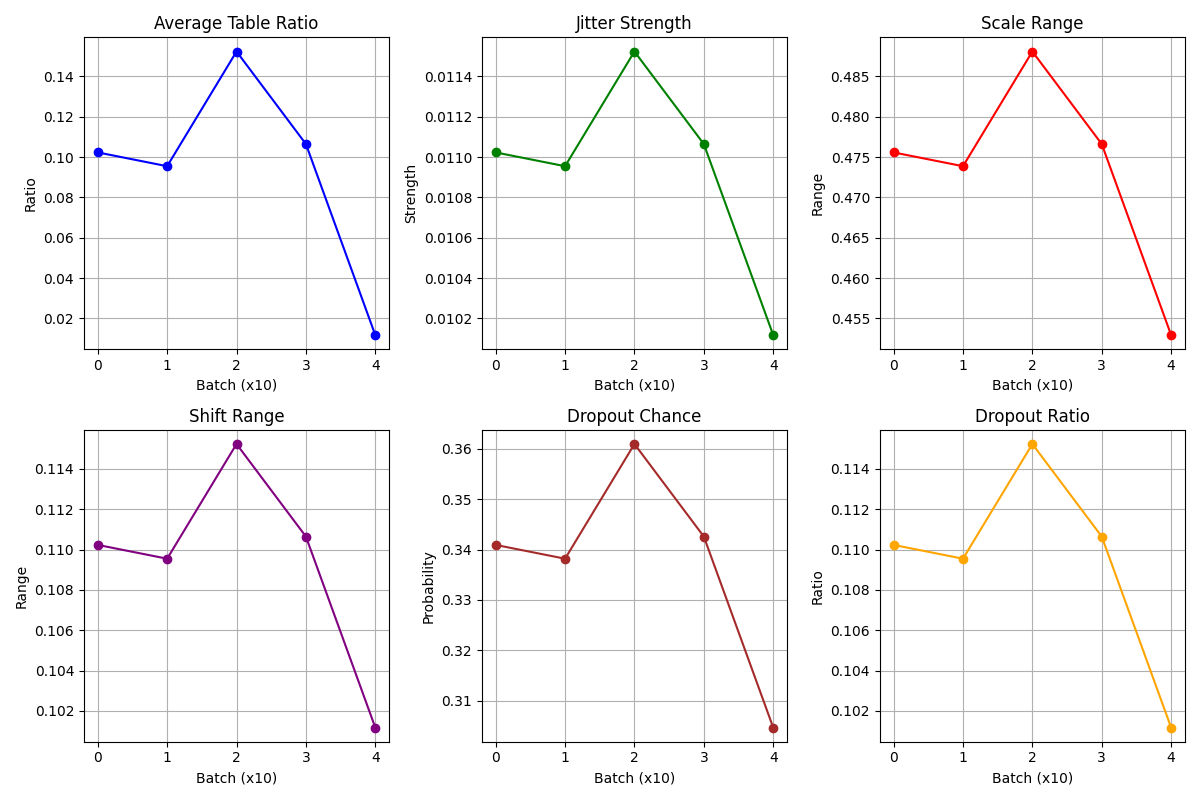 Average Table Ratio
Ratio
0.14
0.12
0.10
0.08
0.06
0.04
0.02
0 1 2 3 4
Batch (x10)
Jitter Strength
Strength
0.0114
0.0112
0.0110
0.0108
0.0106
0.0104
0.0102
0 1 2 3 4
Batch (x10)
Scale Range
Range
0.485
0.480
0.475
0.470
0.465
0.460
0.455
0 1 2 3 4
Batch (x10)
Shift Range
Range
0.114
0.112
0.110
0.108
0.106
0.104
0.102
0 1 2 3 4
Batch (x10)
Dropout Chance
Probability
0.36
0.35
0.34
0.33
0.32
0.31
0 1 2 3 4
Batch (x10)
Dropout Ratio
Ratio
0.114
0.112
0.110
0.108
0.106
0.104
0.102
0 1 2 3 4
Batch (x10)